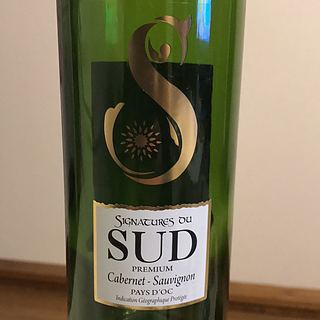 S
SIGNATURES DU
SUD
PREMIUM
Cabernet - Sauvignon
PAYS D'OC
Indication Géographique Protégée